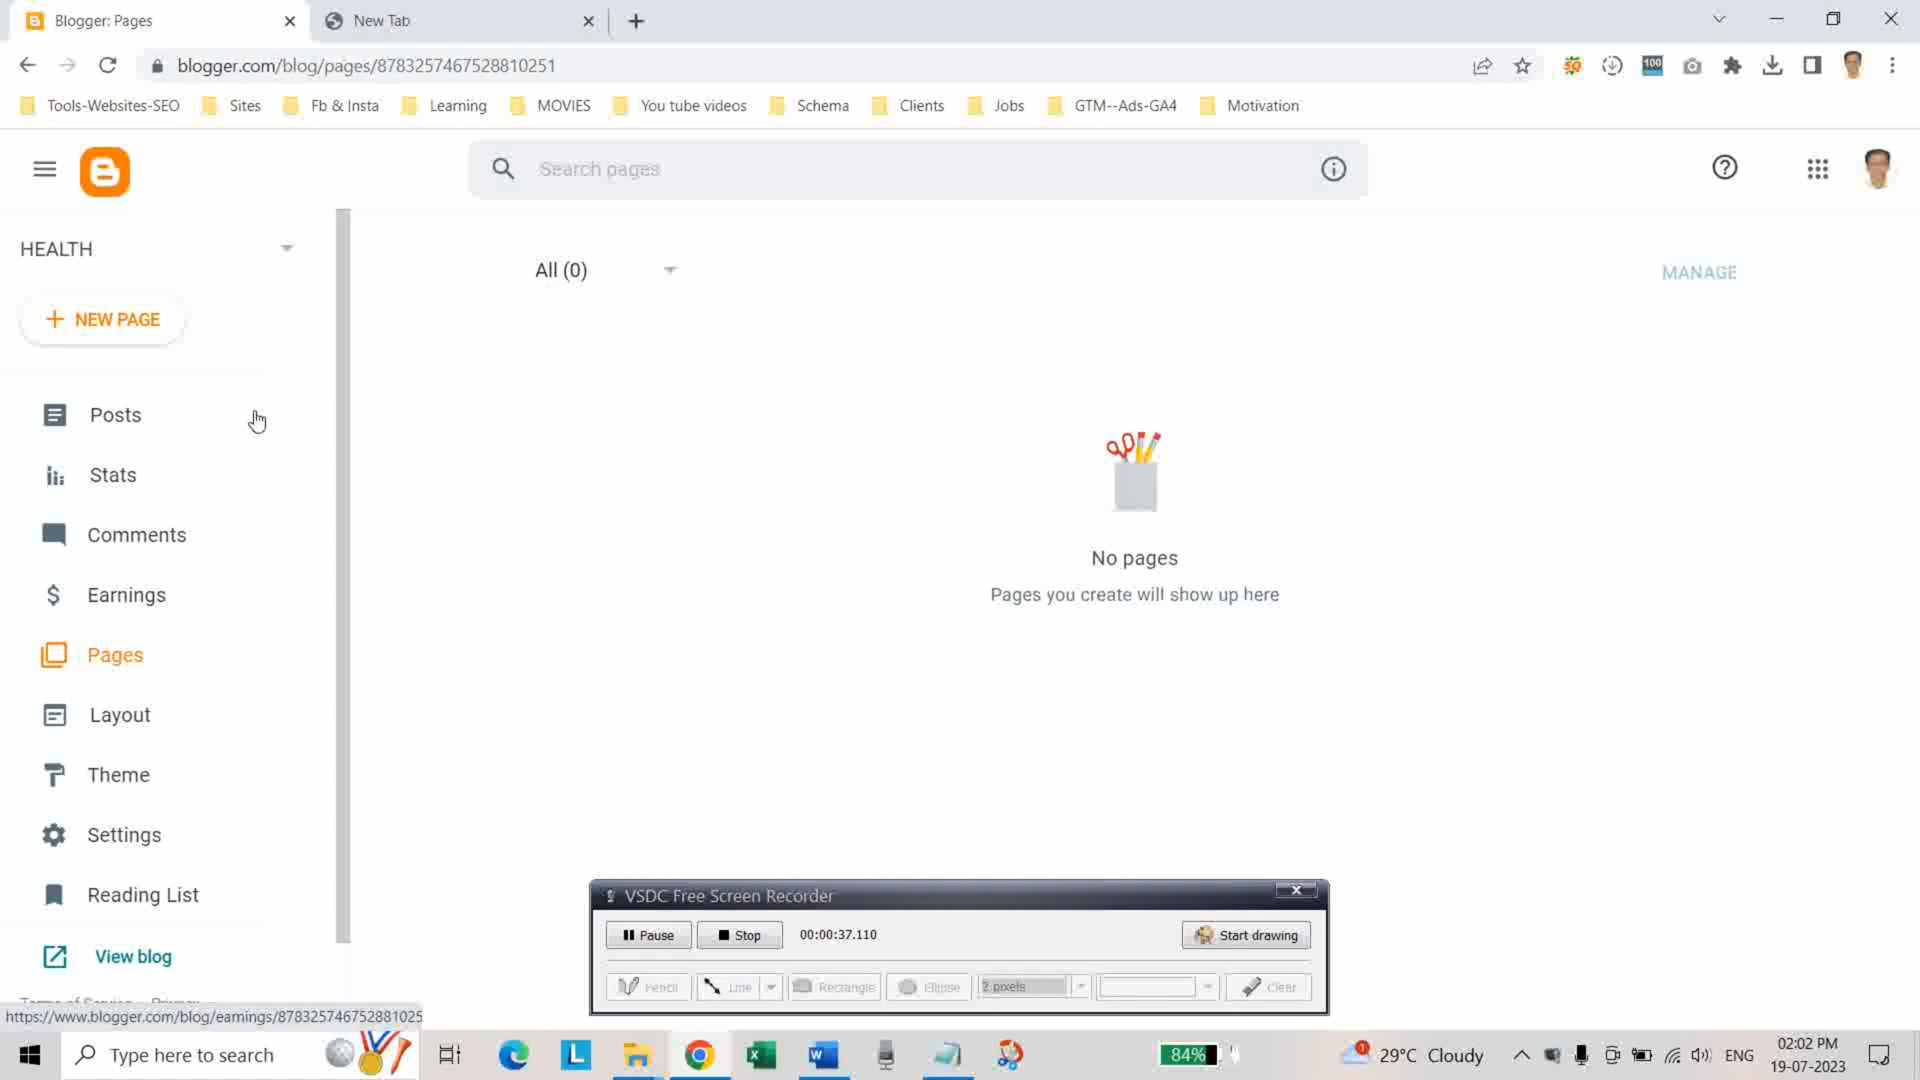 Blogger: Pages
New Tab
blogger.com/blog/pages/8783257467528810251
Tools-Websites-SEO
Sites
Fb & Insta
Learning
MOVIES
You tube videos
Schema
Clients
Jobs
GTM--Ads-GA4
Motivation
100
Search pages
HEALTH
All (0)
MANAGE
NEW PAGE
Posts
Stats
Comments
Earnings
Pages
Layout
Theme
Settings
Reading List
View blog
No pages
Pages you create will show up here
VSDC Free Screen Recorder
Pause
Stop
00:00:37.110
Start drawing
Pencil
Line
Rectangle
Ellipse
2 pixels
Clear
Terms of Service
Privacy
https://www.blogger.com/blog/earnings/878325746752881025
Type here to search
84%
29°C Cloudy
ENG
02:02 PM
19-07-2023